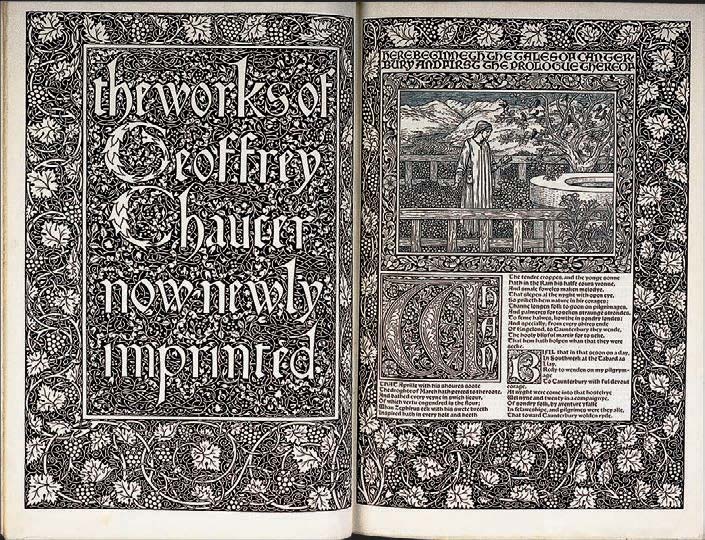 the works of
Geoffrey
Chaucer
now newly
imprinted
HERE BEGINNETH THE TALES OF CANTER
BURY AND FIRST THE PROLOGUE THEREOF
WHAN
THAT Aprille with his shoures soote
The droghte of March hath perced to the roote,
And bathed every veyne in swich licour,
Of which vertu engendred is the flour;
Whan Zephirus eek with his swete breeth
Inspired hath in every holt and heeth
The tendre croppes, and the yonge sonne
Hath in the Ram his halfe cours yronne,
And smale foweles maken melodye,
That slepen al the nyght with open eye,
So priketh hem nature in hir corages;
Thanne longen folk to goon on pilgrimages,
And palmeres for to seken straunge strondes,
To ferne halwes, kowthe in sondry londes;
And specially, from every shires ende
Of Engelond, to Caunterbury they wende,
The hooly blisful martir for to seke,
That hem hath holpen whan that they were
seeke.
BIFIL that in that seson on a day,
In Southwerk at the Tabard as
I lay,
Redy to wenden on my pilgrym-
age
To Caunterbury with ful devout
corage,
At nyght were come into that hostelrye
Wel nyne and twenty in a compaignye,
Of sondry folk, by aventure yfalle
In felaweshipe, and pilgrimes were they alle,
That toward Caunterbury wolden ryde.